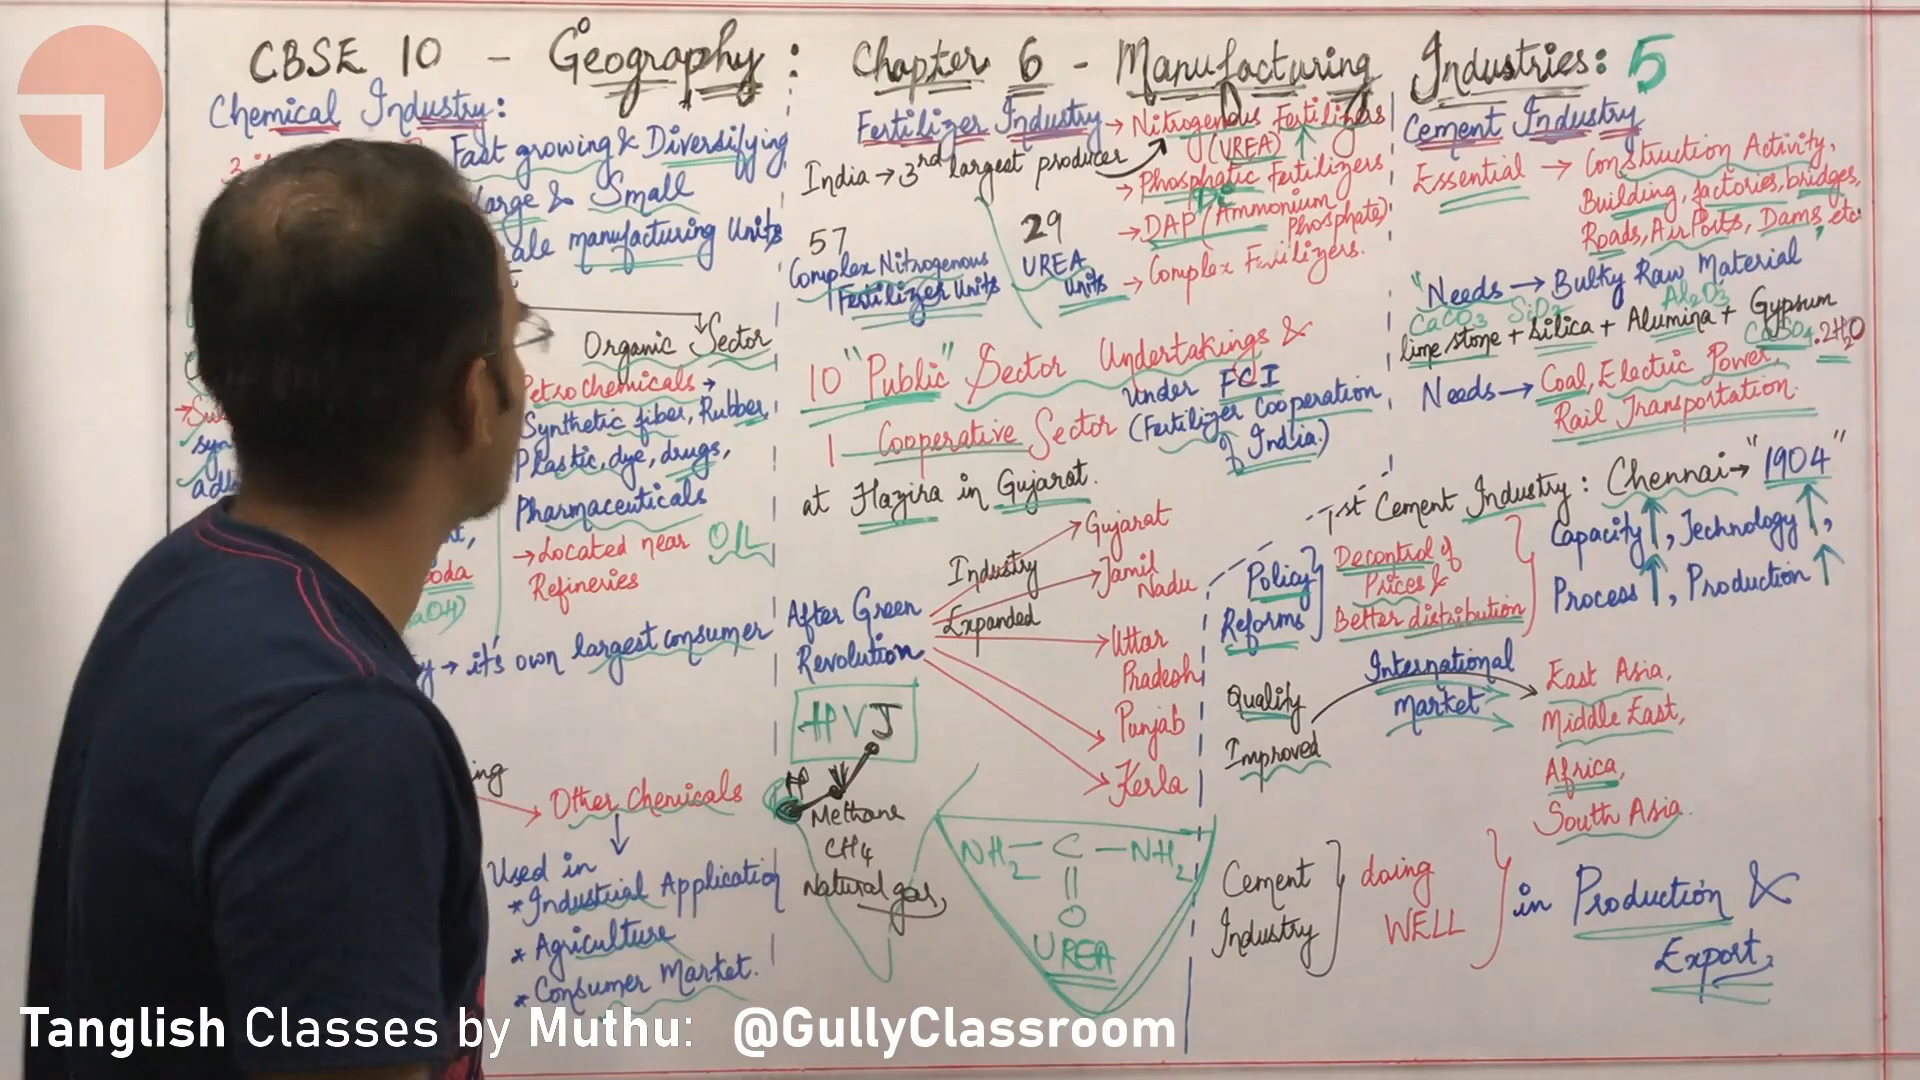 CBSE 10 - Geography: Chapter 6 - Manufacturing Industries: 5
Chemical Industry:
Fast growing & Diversifying
Large & Small
ale manufacturing Units
Organic Sector
Petrochemicals →
Synthetic fiber, Rubber,
Plastic, dye, drugs,
Pharmaceuticals
→ Located near OIL
Refineries
oda
aOH)
y → it's own largest consumer
ing
Other Chemicals
Used in
* Industrial Application
* Agriculture
* Consumer Market.
Fertilizer Industry → Nitrogenous Fertilizers
(UREA)
India → 3rd largest producer
→ Phosphatic Fertilizers
→ DAP (Ammonium
Phosphate)
→ Complex Fertilizers.
57
Complex Nitrogenous
Fertilizer Units
29
UREA
Units
10 "Public" Sector Undertakings &
1 - Cooperative Sector
Under FCI
(Fertilizer Cooperation
of India.)
at Hazira in Gujarat.
After Green
Revolution
Industry
Expanded
Gujarat
Tamil
Nadu
Uttar
Pradesh
Punjab
Kerla
HVJ
H
V
Methane
CH4
Natural gas,
NH2 - C - NH2
O
UREA
Cement Industry
Essential → Construction Activity,
Building, factories, bridges,
Roads, Air Ports, Dams, etc
"Needs → Bulky Raw Material"
CaCO3 SiO2 Al2O3
lime stone + Silica + Alumina + Gypsum
CaSO4.2H2O
Needs → Coal, Electric Power,
Rail Transportation.
1st Cement Industry: Chennai → "1904"
Policy
Reforms
Decontrol of
Prices &
Better distribution
Capacity ↑, Technology ↑,
Process ↑, Production ↑
Quality
Improved
International
Market
East Asia,
Middle East,
Africa,
South Asia.
Cement
Industry
doing
WELL
in Production &
Export,
Tanglish Classes by Muthu: @GullyClassroom